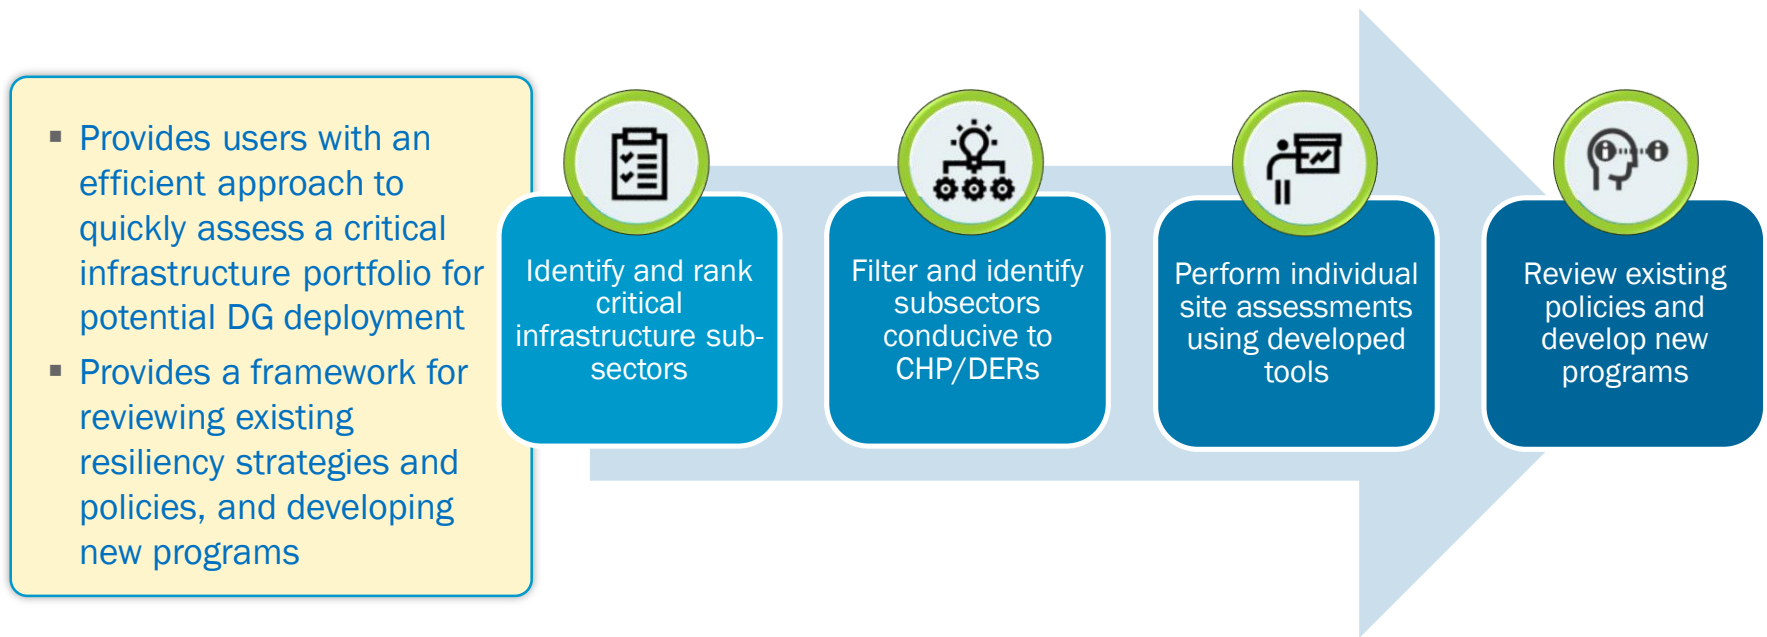 ▪ Provides users with an
efficient approach to
quickly assess a critical
infrastructure portfolio for
potential DG deployment
▪ Provides a framework for
reviewing existing
resiliency strategies and
policies, and developing
new programs
Identify and rank
critical
infrastructure sub-
sectors
Filter and identify
subsectors
conducive to
CHP/DERs
Perform individual
site assessments
using developed
tools
Review existing
policies and
develop new
programs